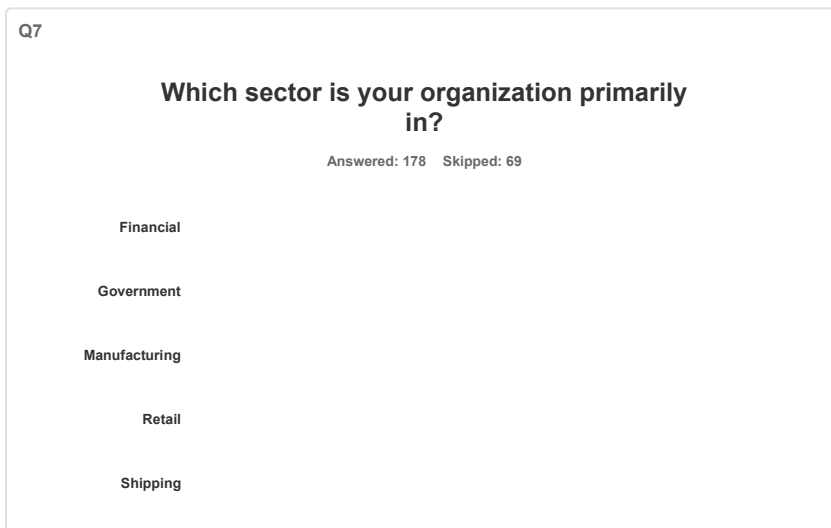 Q7
Which sector is your organization primarily
in?
Answered: 178 Skipped: 69
Financial
Government
Manufacturing
Retail
Shipping